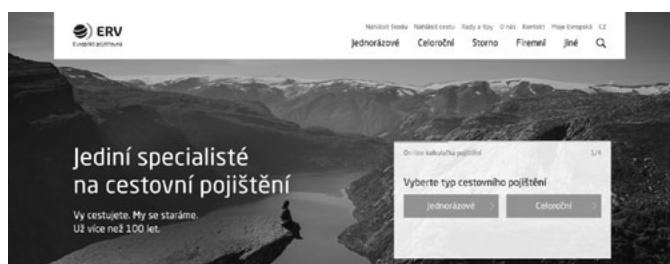 ERV
Evropská pojišťovna
Nahlásit škodu Nahlásit cestu Rady a tipy O nás Kontakt Moje Evropská CZ
Jednorázové Celoroční Storno Firemní Jiné
Jediní specialisté
na cestovní pojištění
Vy cestujete. My se staráme.
Už více než 100 let.
On-line kalkulačka pojištění 1/4
Vyberte typ cestovního pojištění
Jednorázové
Celoroční